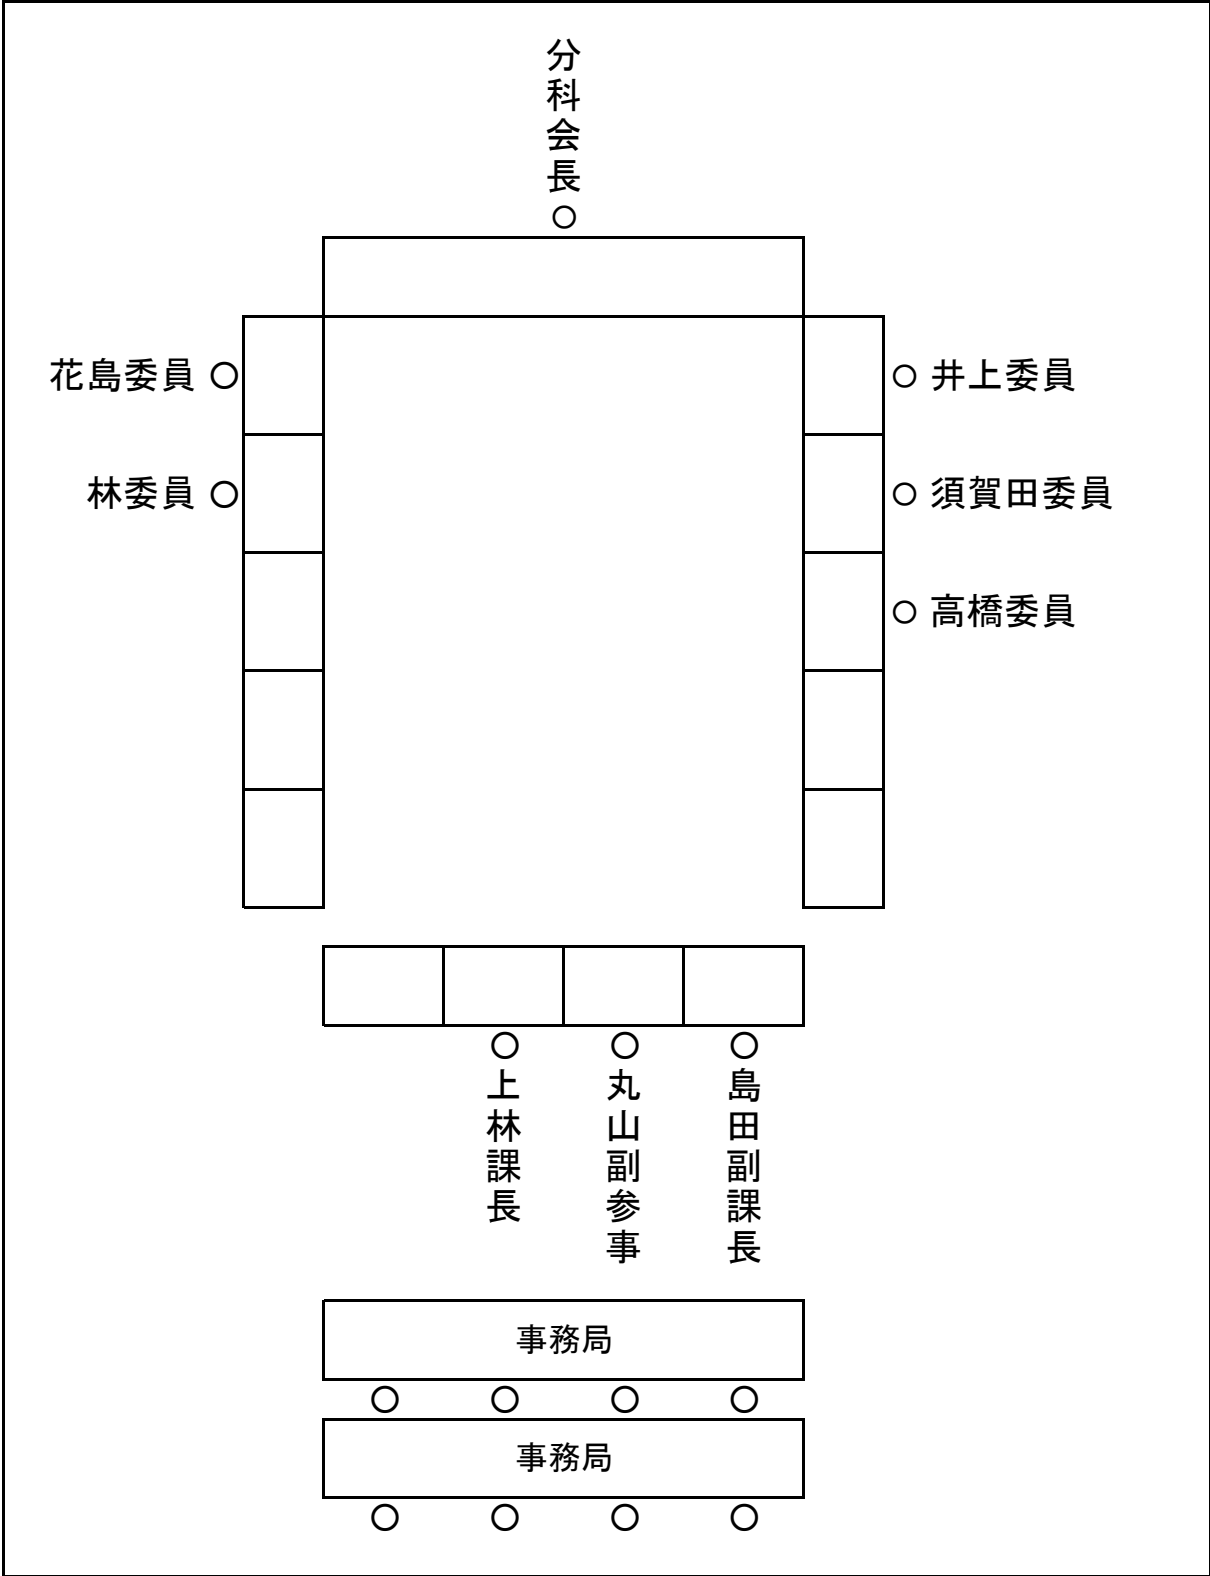 分科会長
○
花島委員 ○
○ 井上委員
林委員 ○
○ 須賀田委員
○ 高橋委員
○ ○ ○
上林課長
丸山副参事
島田副課長
事務局
○ ○ ○ ○
事務局
○ ○ ○ ○